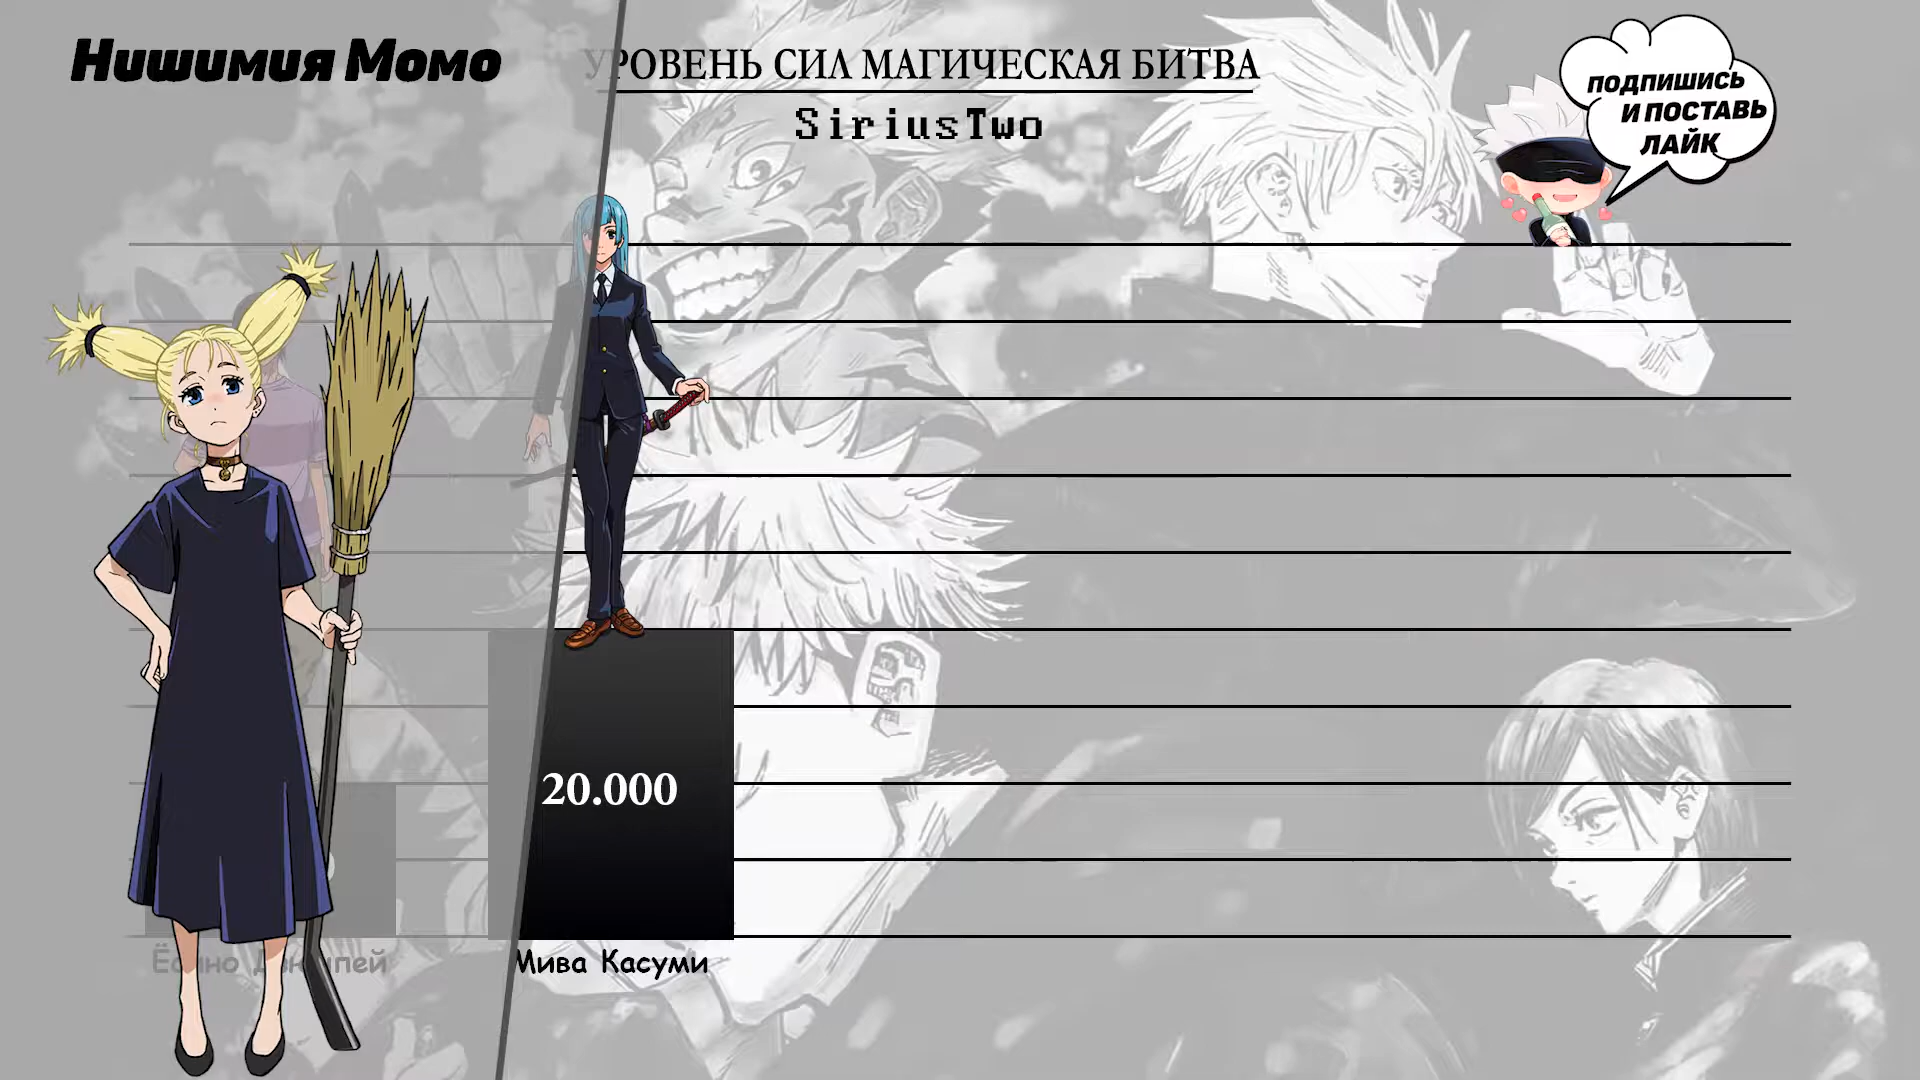 Нишимия Момо
УРОВЕНЬ СИЛ МАГИЧЕСКАЯ БИТВА
SiriusTwo
ПОДПИШИСЬ
И ПОСТАВЬ
ЛАЙК
20.000
Мива Касуми